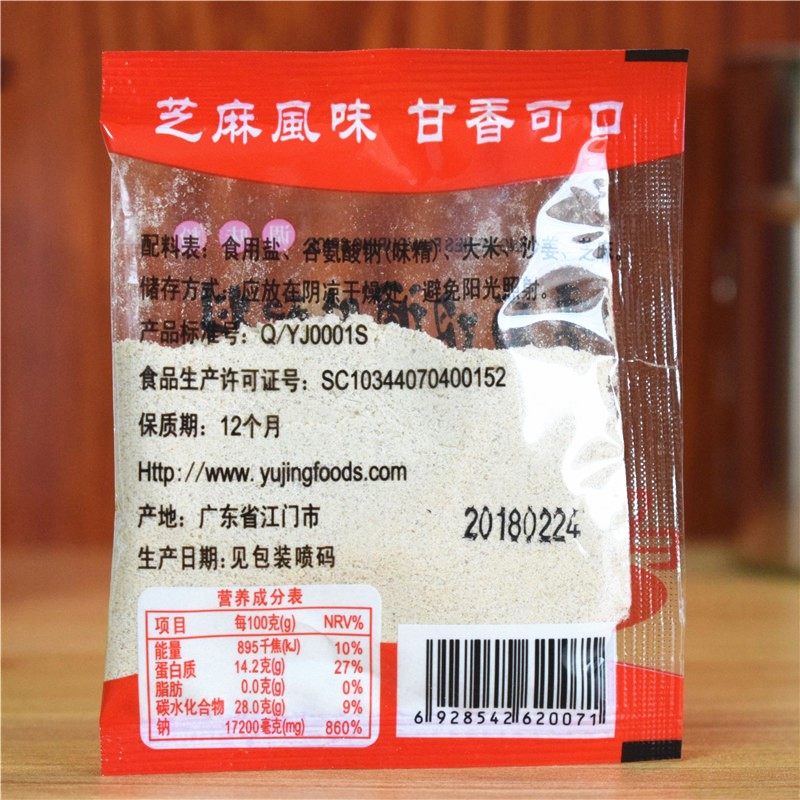 芝麻風味 甘香可口
配料表：食用盐、谷氨酸钠(味精)、大米、沙姜、芝麻。
储存方式：应放在阴凉干燥处，避免阳光照射。
产品标准号：Q/YJ0001S
食品生产许可证号：SC10344070400152
保质期：12个月
Http://www.yujingfoods.com
产地：广东省江门市
20180224
生产日期：见包装喷码
营养成分表
项目 每100克(g) NRV%
能量 895千焦(kJ) 10%
蛋白质 14.2克(g) 27%
脂肪 0.0克(g) 0%
碳水化合物 28.0克(g) 9%
钠 17200毫克(mg) 860%
6 928542 620071